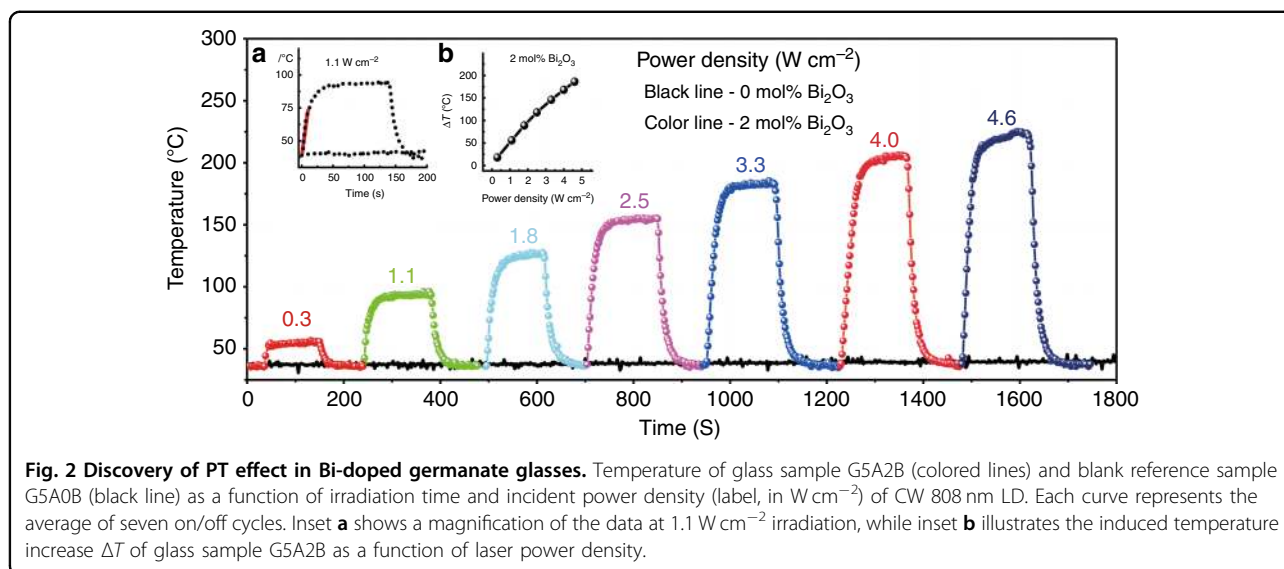 300
250
200
150
100
50
Temperature (°C)
0 200 400 600 800 1000 1200 1400 1600 1800
Time (S)
a
/°C
1.1 W cm⁻²
100
75
50
0 50 100 150 200
Time (s)
b
2 mol% Bi₂O₃
200
150
100
50
0
ΔT (°C)
0 1 2 3 4 5
Power density (W cm⁻²)
Power density (W cm⁻²)
Black line - 0 mol% Bi₂O₃
Color line - 2 mol% Bi₂O₃
0.3
1.1
1.8
2.5
3.3
4.0
4.6
Fig. 2 Discovery of PT effect in Bi-doped germanate glasses. Temperature of glass sample G5A2B (colored lines) and blank reference sample
G5A0B (black line) as a function of irradiation time and incident power density (label, in W cm⁻²) of CW 808 nm LD. Each curve represents the
average of seven on/off cycles. Inset a shows a magnification of the data at 1.1 W cm⁻² irradiation, while inset b illustrates the induced temperature
increase ΔT of glass sample G5A2B as a function of laser power density.